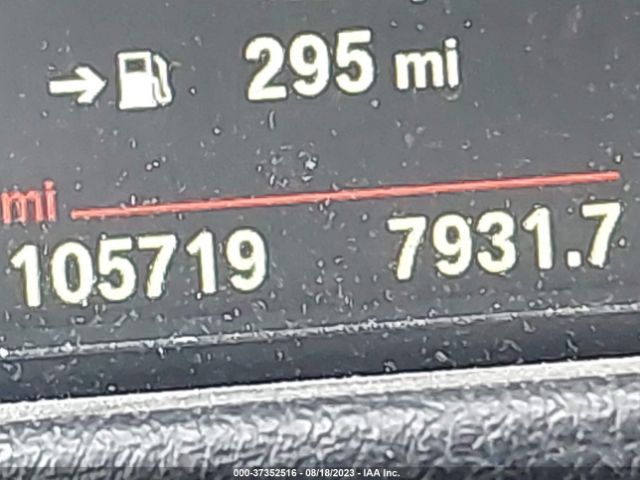 295 mi
mi
105719 7931.7
000-37352516 - 08/18/2023 - IAA Inc.